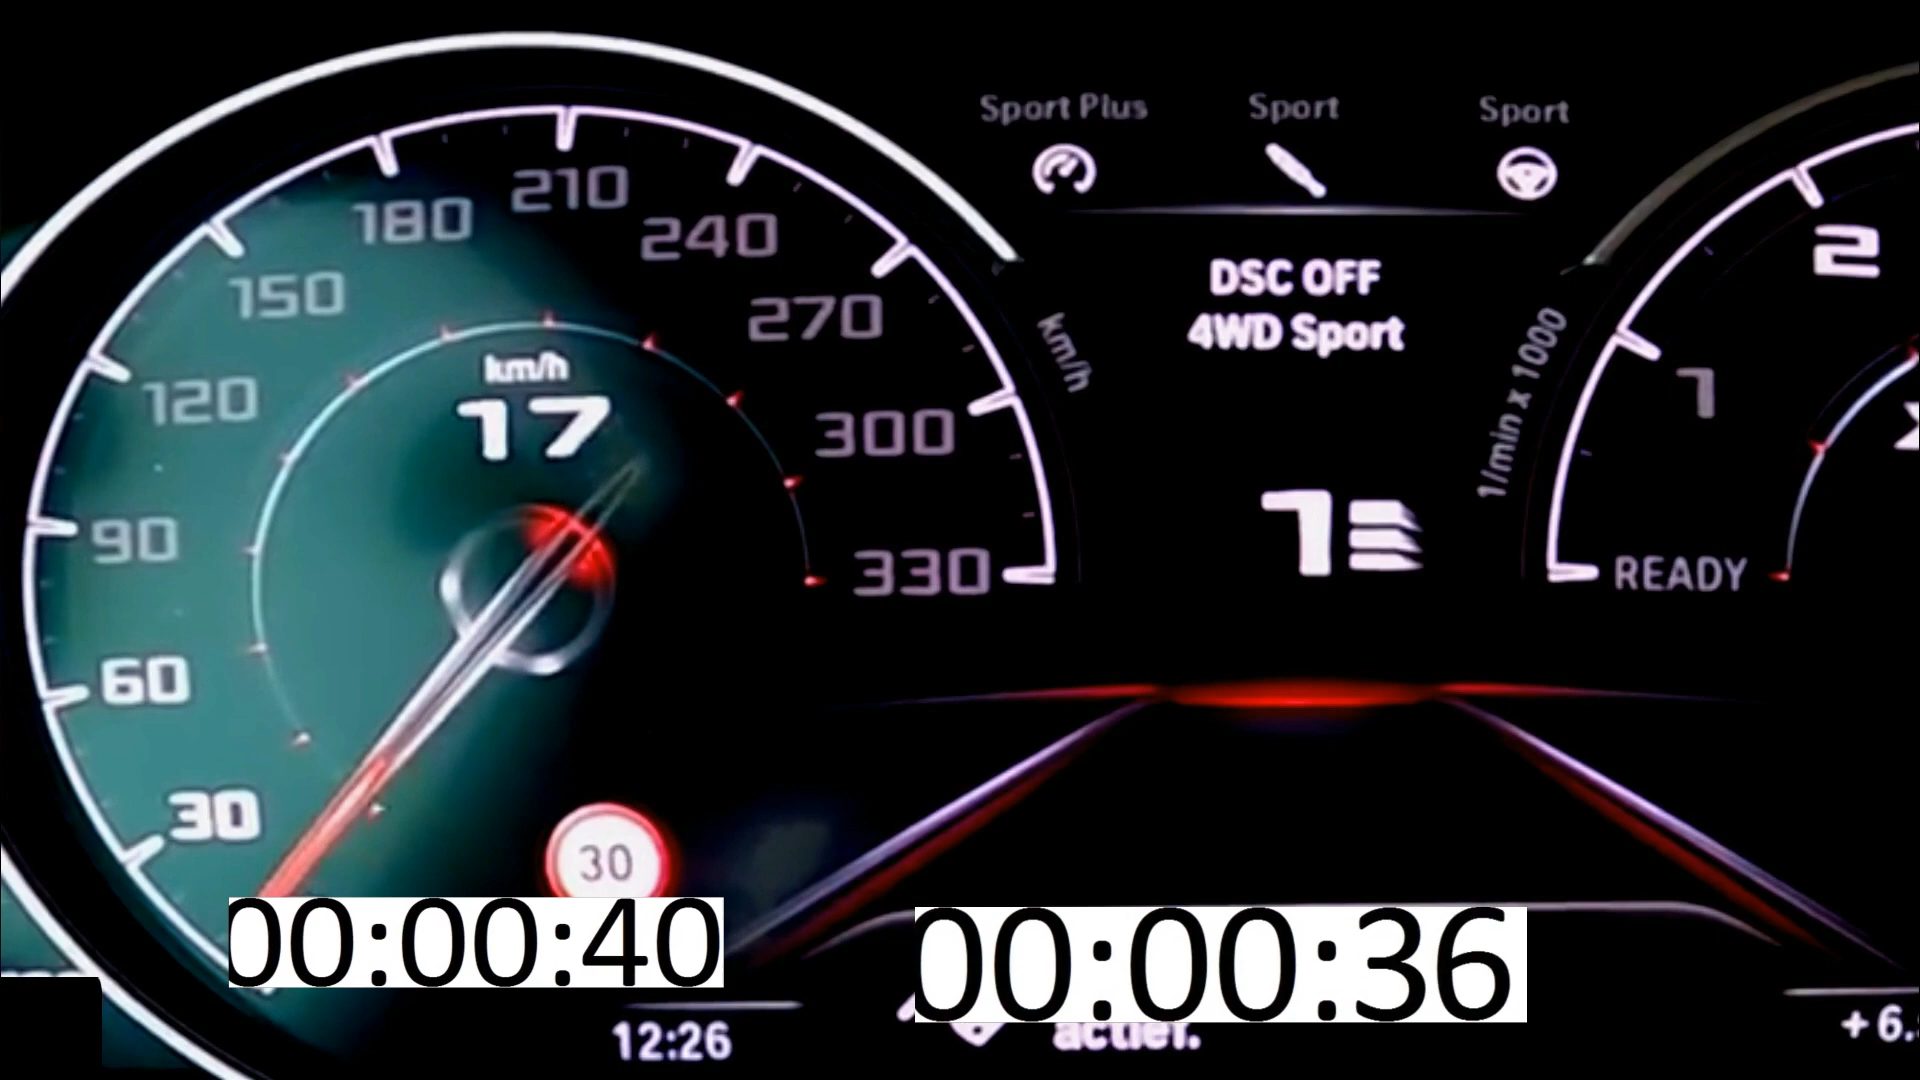 Sport Plus
Sport
Sport
210
180
240
150
270
120
300
90
330
60
30
km/h
17
km/h
30
DSC OFF
4WD Sport
1
1/min x 1000
2
1
READY
00:00:40
00:00:36
12:26
actief.
+ 6.